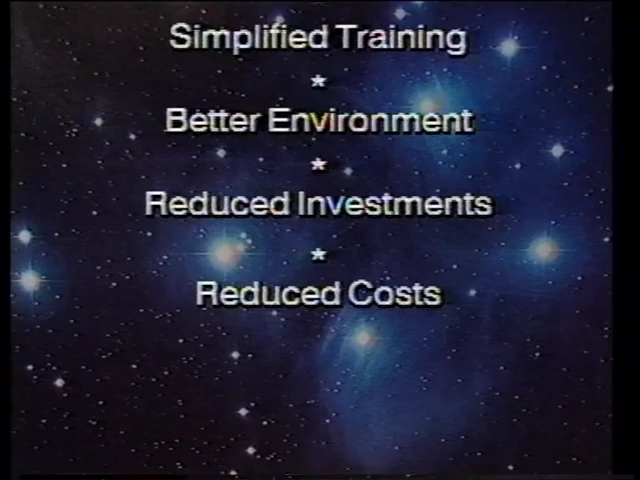 Simplified Training
*
Better Environment
*
Reduced Investments
*
Reduced Costs